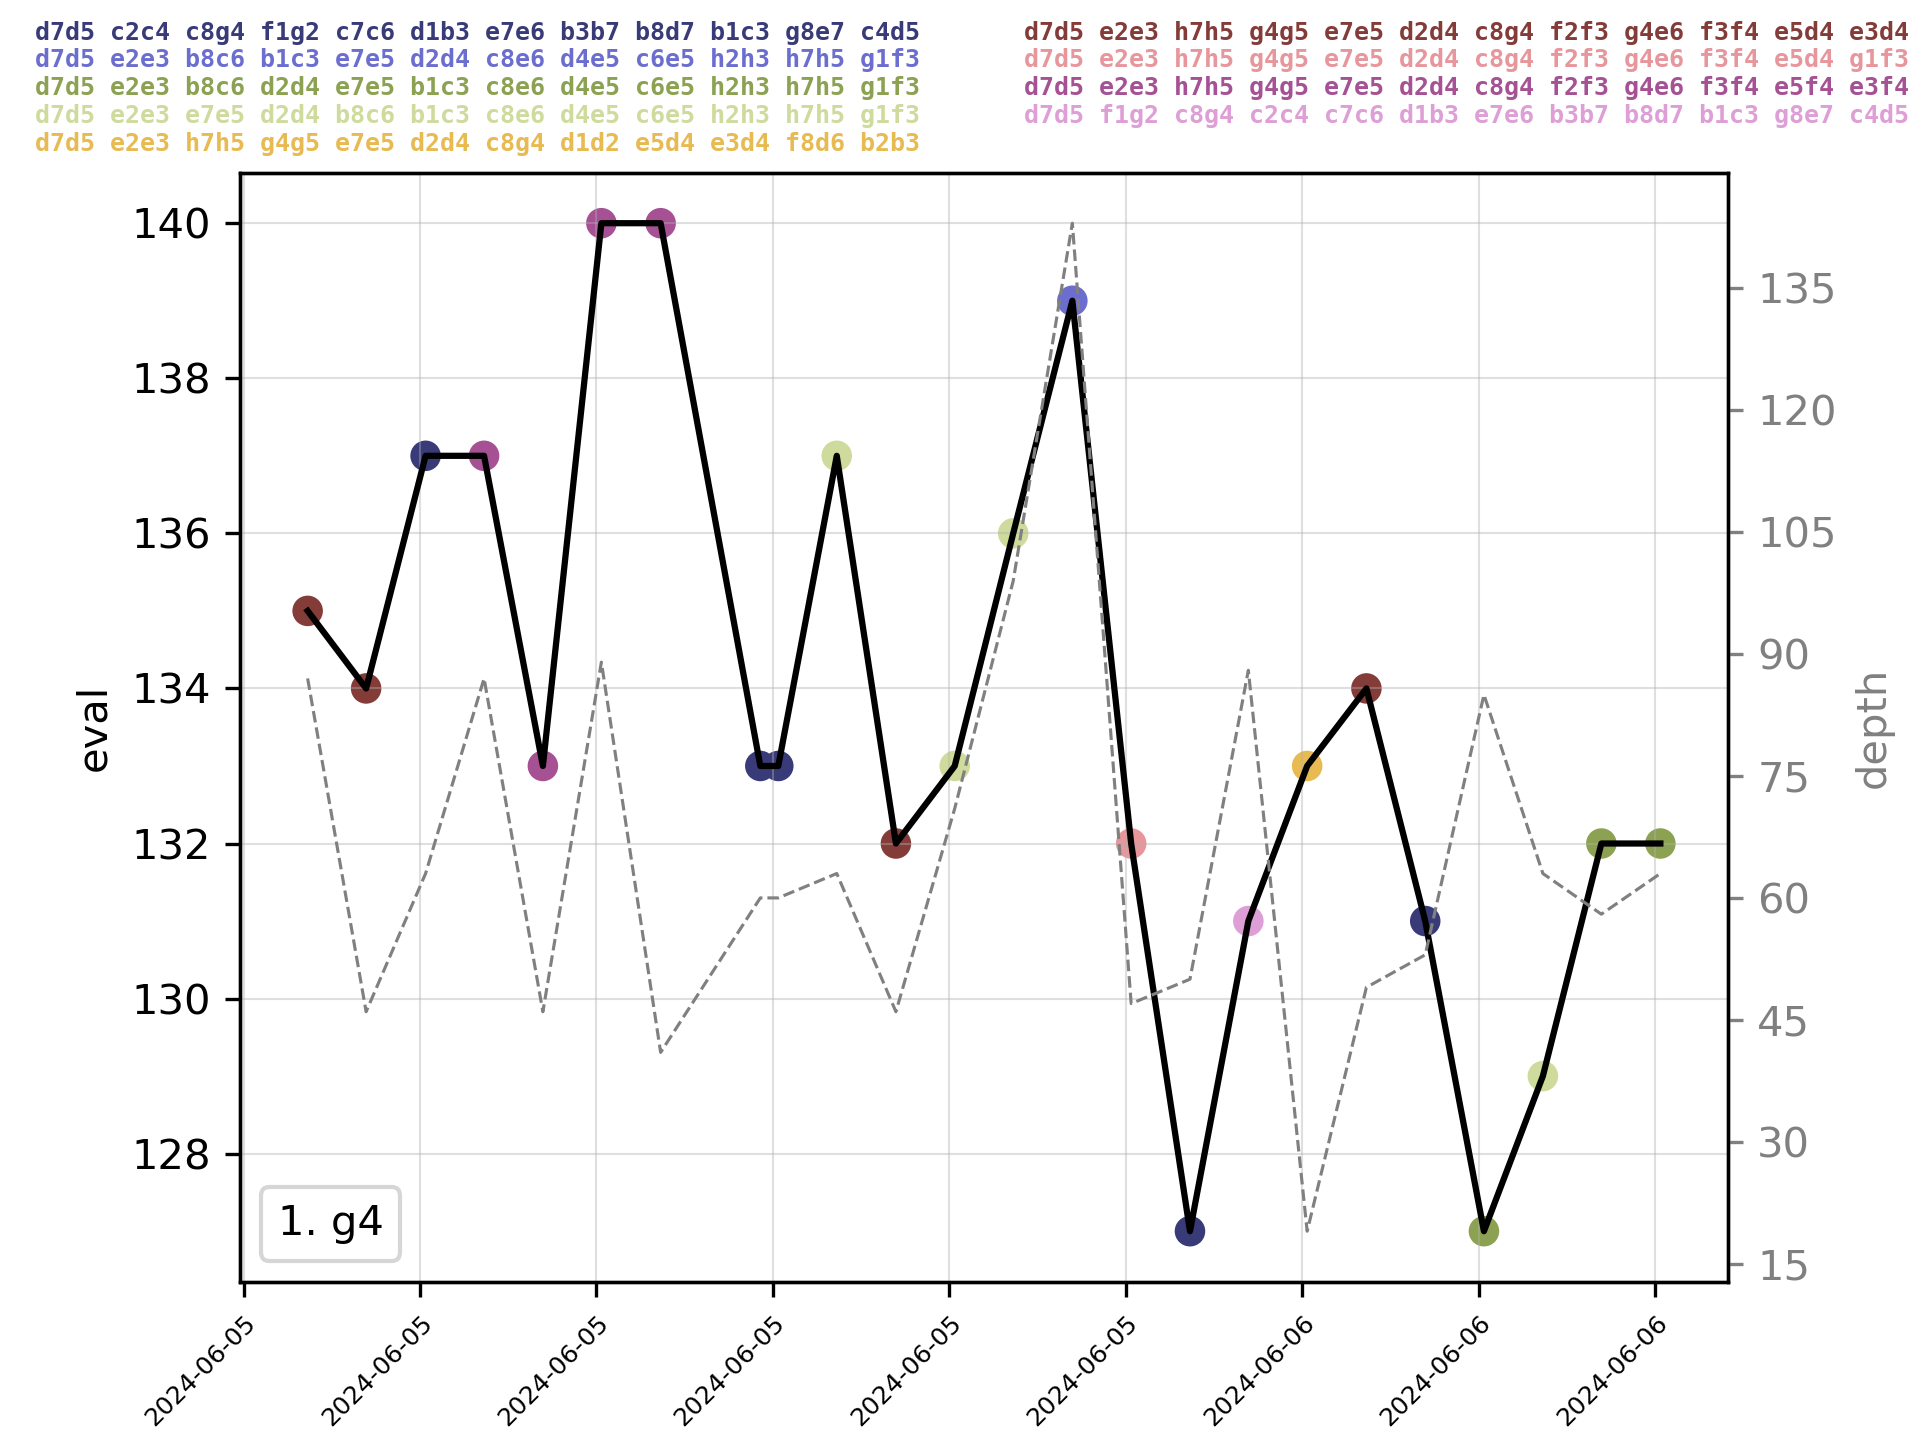 d7d5 c2c4 c8g4 f1g2 c7c6 d1b3 e7e6 b3b7 b8d7 b1c3 g8e7 c4d5
d7d5 e2e3 b8c6 b1c3 e7e5 d2d4 c8e6 d4e5 c6e5 h2h3 h7h5 g1f3
d7d5 e2e3 b8c6 d2d4 e7e5 b1c3 c8e6 d4e5 c6e5 h2h3 h7h5 g1f3
d7d5 e2e3 e7e5 d2d4 b8c6 b1c3 c8e6 d4e5 c6e5 h2h3 h7h5 g1f3
d7d5 e2e3 h7h5 g4g5 e7e5 d2d4 c8g4 d1d2 e5d4 e3d4 f8d6 b2b3
d7d5 e2e3 h7h5 g4g5 e7e5 d2d4 c8g4 f2f3 g4e6 f3f4 e5d4 e3d4
d7d5 e2e3 h7h5 g4g5 e7e5 d2d4 c8g4 f2f3 g4e6 f3f4 e5d4 g1f3
d7d5 e2e3 h7h5 g4g5 e7e5 d2d4 c8g4 f2f3 g4e6 f3f4 e5f4 e3f4
d7d5 f1g2 c8g4 c2c4 c7c6 d1b3 e7e6 b3b7 b8d7 b1c3 g8e7 c4d5
140
138
136
134
132
130
128
eval
135
120
105
90
75
60
45
30
15
depth
1. g4
2024-06-05
2024-06-05
2024-06-05
2024-06-05
2024-06-05
2024-06-05
2024-06-06
2024-06-06
2024-06-06